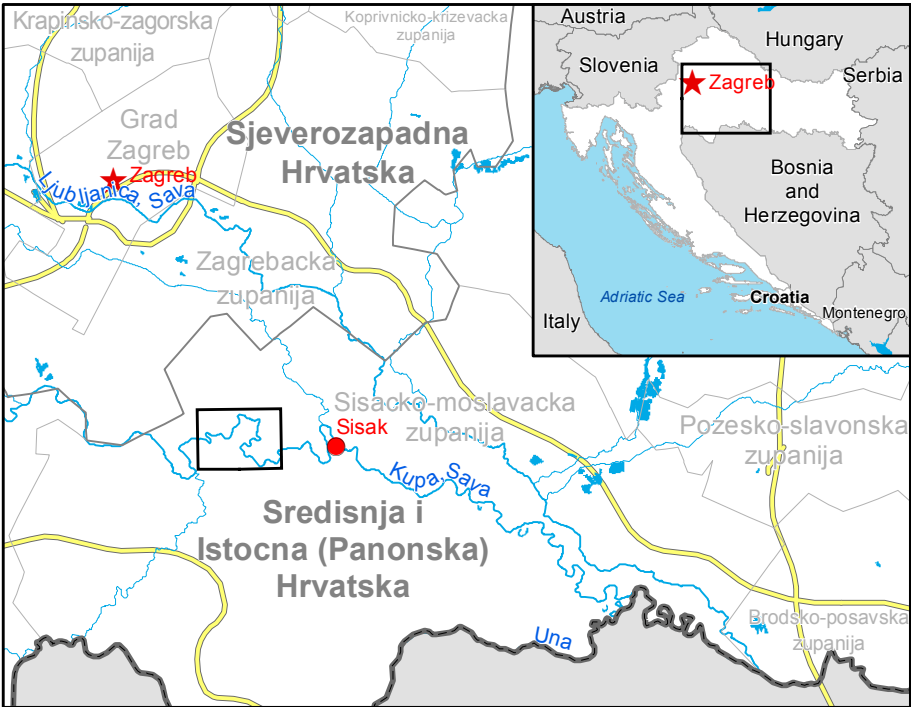 Krapinsko-zagorska
zupanija
Koprivnicko-krizevacka
zupanija
Grad
Zagreb
Zagreb
Ljubljanica, Sava
Sjeverozapadna
Hrvatska
Zagrebacka
zupanija
Sisacko-moslavacka
zupanija
Sisak
Kupa, Sava
Pozesko-slavonska
zupanija
Sredisnja i
Istocna (Panonska)
Hrvatska
Una
Brodsko-posavska
zupanija
Austria
Hungary
Slovenia
Zagreb
Serbia
Bosnia
and
Herzegovina
Adriatic Sea
Croatia
Italy
Montenegro